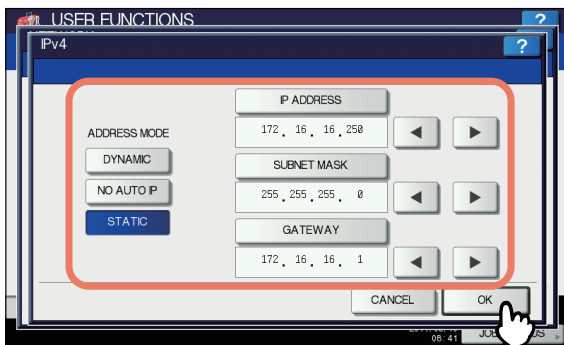 USER FUNCTIONS
?
IPv4
?
IP ADDRESS
172. 16. 16.250
ADDRESS MODE
DYNAMIC
SUBNET MASK
NO AUTO IP
255.255.255. 0
STATIC
GATEWAY
172. 16. 16. 1
CANCEL
OK
08:41